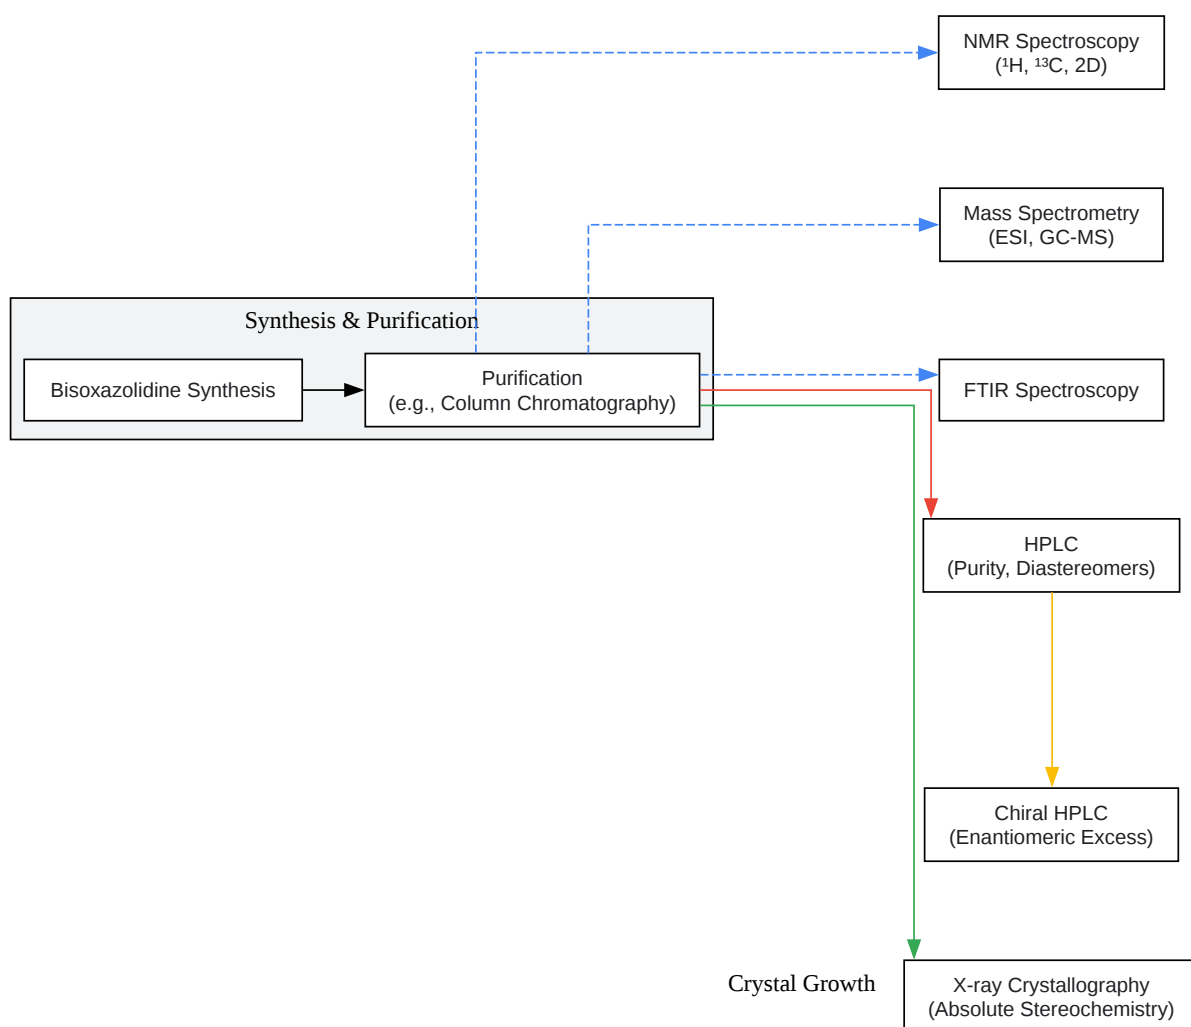 NMR Spectroscopy
(¹H, ¹³C, 2D)
Mass Spectrometry
(ESI, GC-MS)
Synthesis & Purification
Bisoxazolidine Synthesis
Purification
(e.g., Column Chromatography)
FTIR Spectroscopy
HPLC
(Purity, Diastereomers)
Chiral HPLC
(Enantiomeric Excess)
Crystal Growth
X-ray Crystallography
(Absolute Stereochemistry)